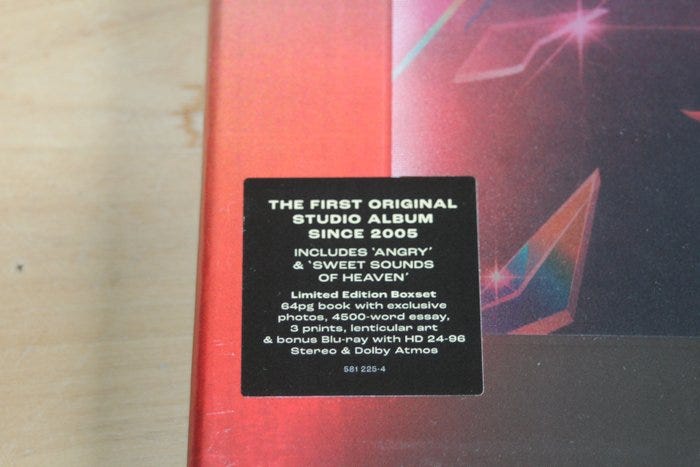 THE FIRST ORIGINAL
STUDIO ALBUM
SINCE 2005
INCLUDES 'ANGRY'
& 'SWEET SOUNDS
OF HEAVEN'
Limited Edition Boxset
64pg book with exclusive
photos, 4500-word essay,
3 prints, lenticular art
& bonus Blu-ray with HD 24-96
Stereo & Dolby Atmos
581 225-4